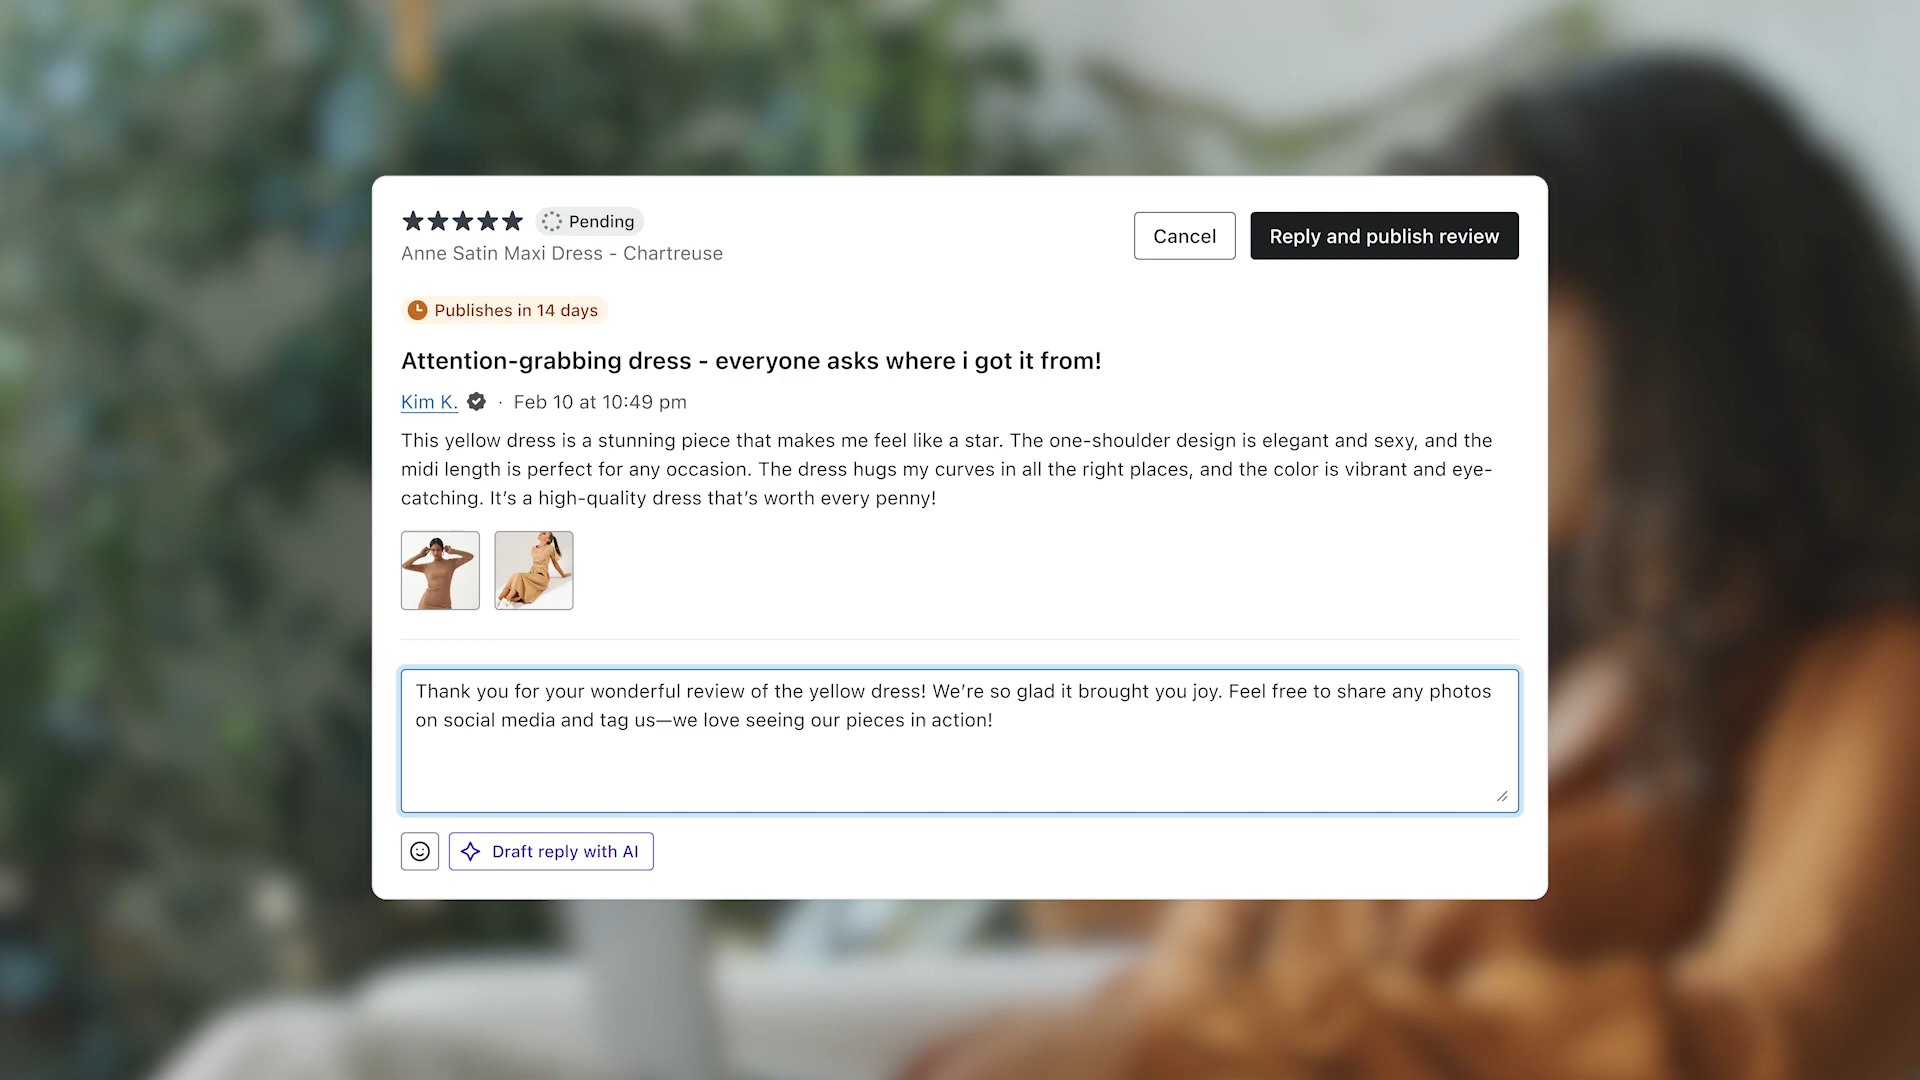 Pending
Anne Satin Maxi Dress - Chartreuse
Cancel
Reply and publish review
Publishes in 14 days
Attention-grabbing dress - everyone asks where i got it from!
Kim K. · Feb 10 at 10:49 pm
This yellow dress is a stunning piece that makes me feel like a star. The one-shoulder design is elegant and sexy, and the
midi length is perfect for any occasion. The dress hugs my curves in all the right places, and the color is vibrant and eye-
catching. It’s a high-quality dress that’s worth every penny!
Thank you for your wonderful review of the yellow dress! We’re so glad it brought you joy. Feel free to share any photos
on social media and tag us—we love seeing our pieces in action!
Draft reply with AI